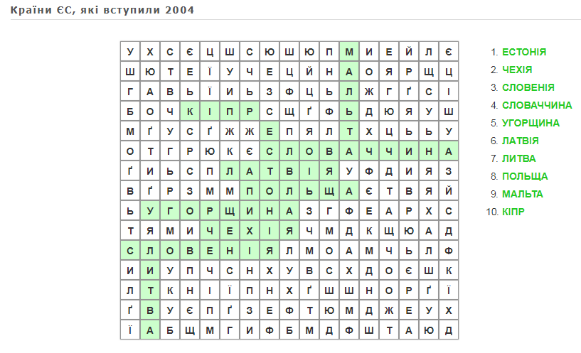 Країни ЄС, які вступили 2004
У Х С Є Ц Ш С Ю Ш Ю П М И Е Й Л Є
Ш Ю Т Е Ї У Ч Е Ц Й Н А О Я Р Щ Ц
Г А В Ь Ї И Ь З Ф Ц Ь Л Ж Г Ґ С І
Б О Ч К І П Р С Щ Ґ Ф Ь Д Ю Я У Ш
М Ґ У С Ґ Ж Ж Е П Я Л Т Х Ц Ь Ь У
О Т Г Р Ю К Є С Л О В А Ч Ч И Н А
Ґ И Ь С П Л А Т В І Я У Ф Д И Я З
В Ґ Р З М М П О Л Ь Щ А Є Т В Я Й
Ь У Г О Р Щ И Н А З Г Ф Е А Р Х С
Т Я М И Ч Е Х І Я Ч М Д К Щ Ю А Д
С Л О В Е Н І Я Л М О А М Ч Ь Л Ф
И И У П Ч С Н Х У В С Х Д О Є Ш К
Л Т К Н І Ї П Н Х Ґ Ш Ш Н О Р Г Ї
Г В У Є П Ґ З Е Ф Т Ю М Д Ж Е У Х
Ї А Б Щ М Г И Ф Б М Д Ф Ш Т А Ю Д
1. ЕСТОНІЯ
2. ЧЕХІЯ
3. СЛОВЕНІЯ
4. СЛОВАЧЧИНА
5. УГОРЩИНА
6. ЛАТВІЯ
7. ЛИТВА
8. ПОЛЬЩА
9. МАЛЬТА
10. КІПР